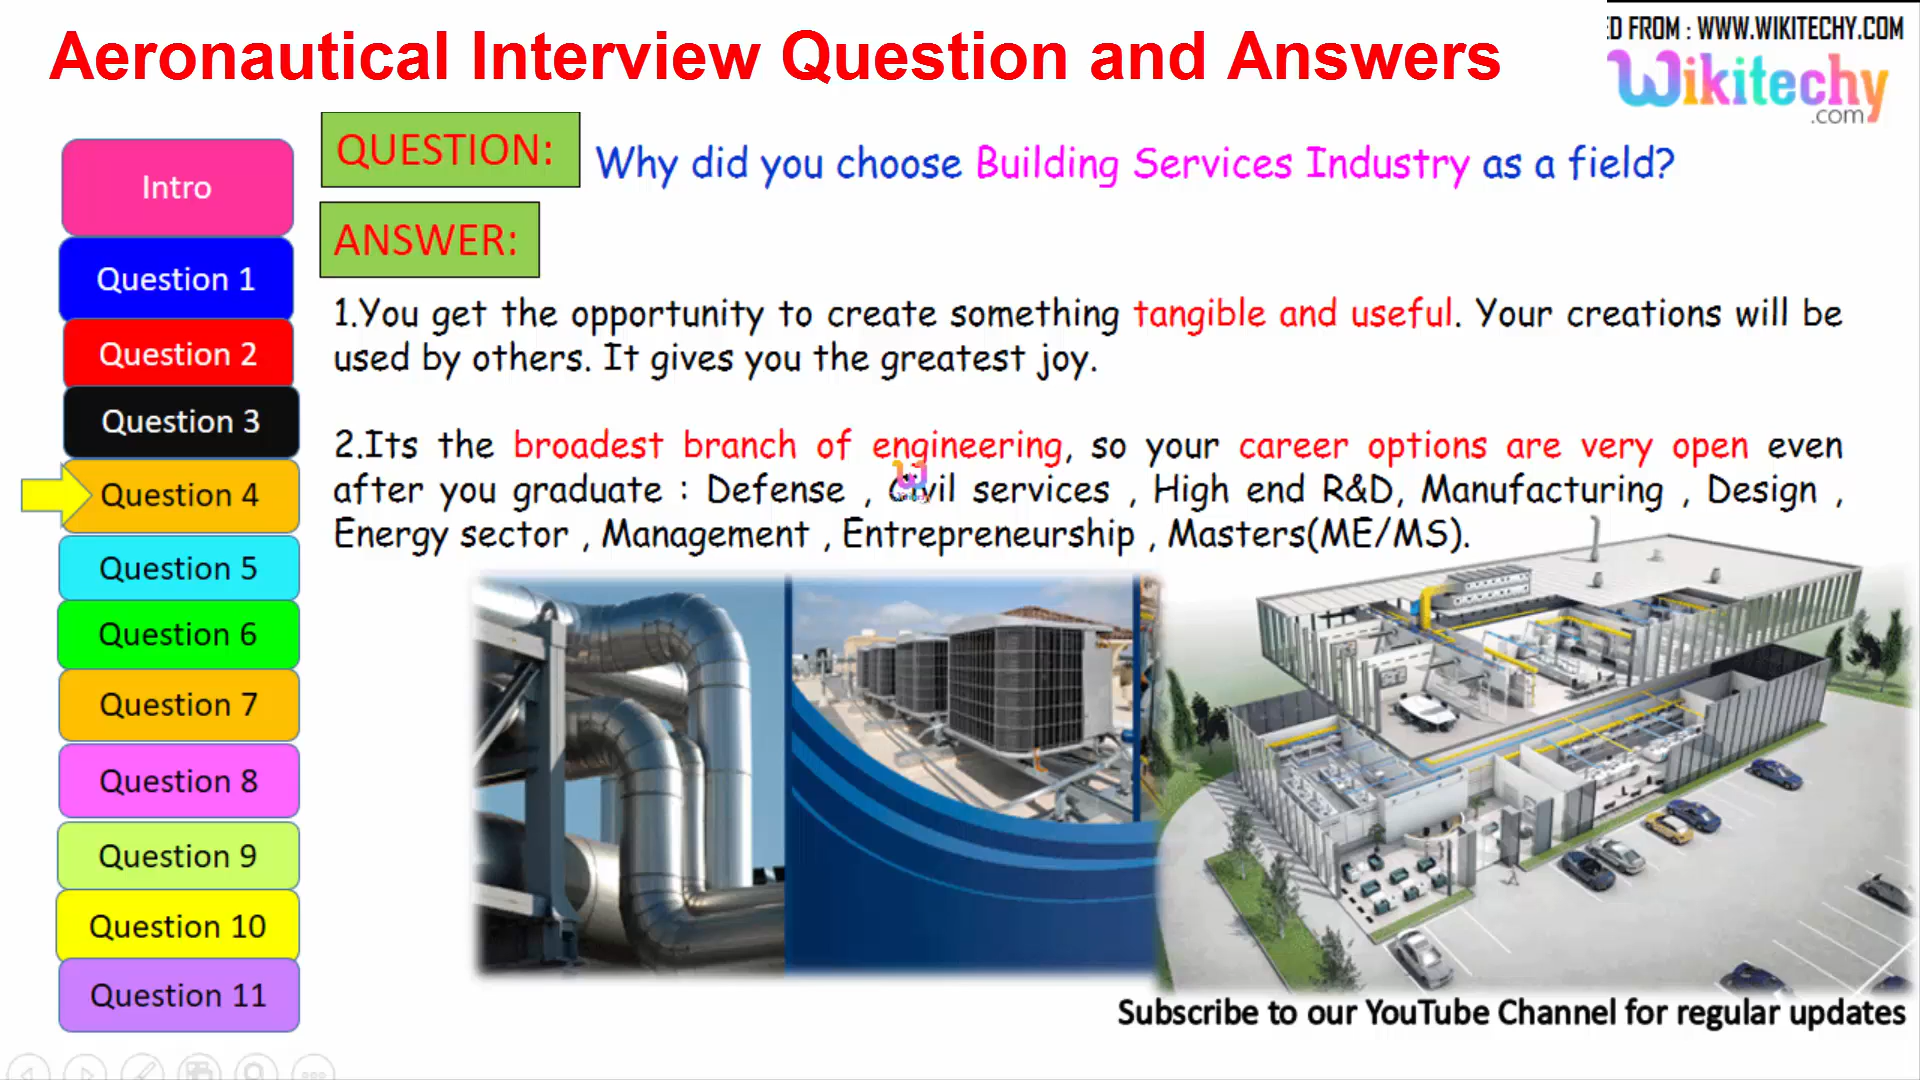 Aeronautical Interview Question and Answers
D FROM : WWW.WIKITECHY.COM
Wikitechy
.com
QUESTION: Why did you choose Building Services Industry as a field?
ANSWER:
1.You get the opportunity to create something tangible and useful. Your creations will be
used by others. It gives you the greatest joy.
2.Its the broadest branch of engineering, so your career options are very open even
after you graduate : Defense , Civil services , High end R&D, Manufacturing , Design ,
Energy sector , Management , Entrepreneurship , Masters(ME/MS).
Intro
Question 1
Question 2
Question 3
Question 4
Question 5
Question 6
Question 7
Question 8
Question 9
Question 10
Question 11
Subscribe to our YouTube Channel for regular updates